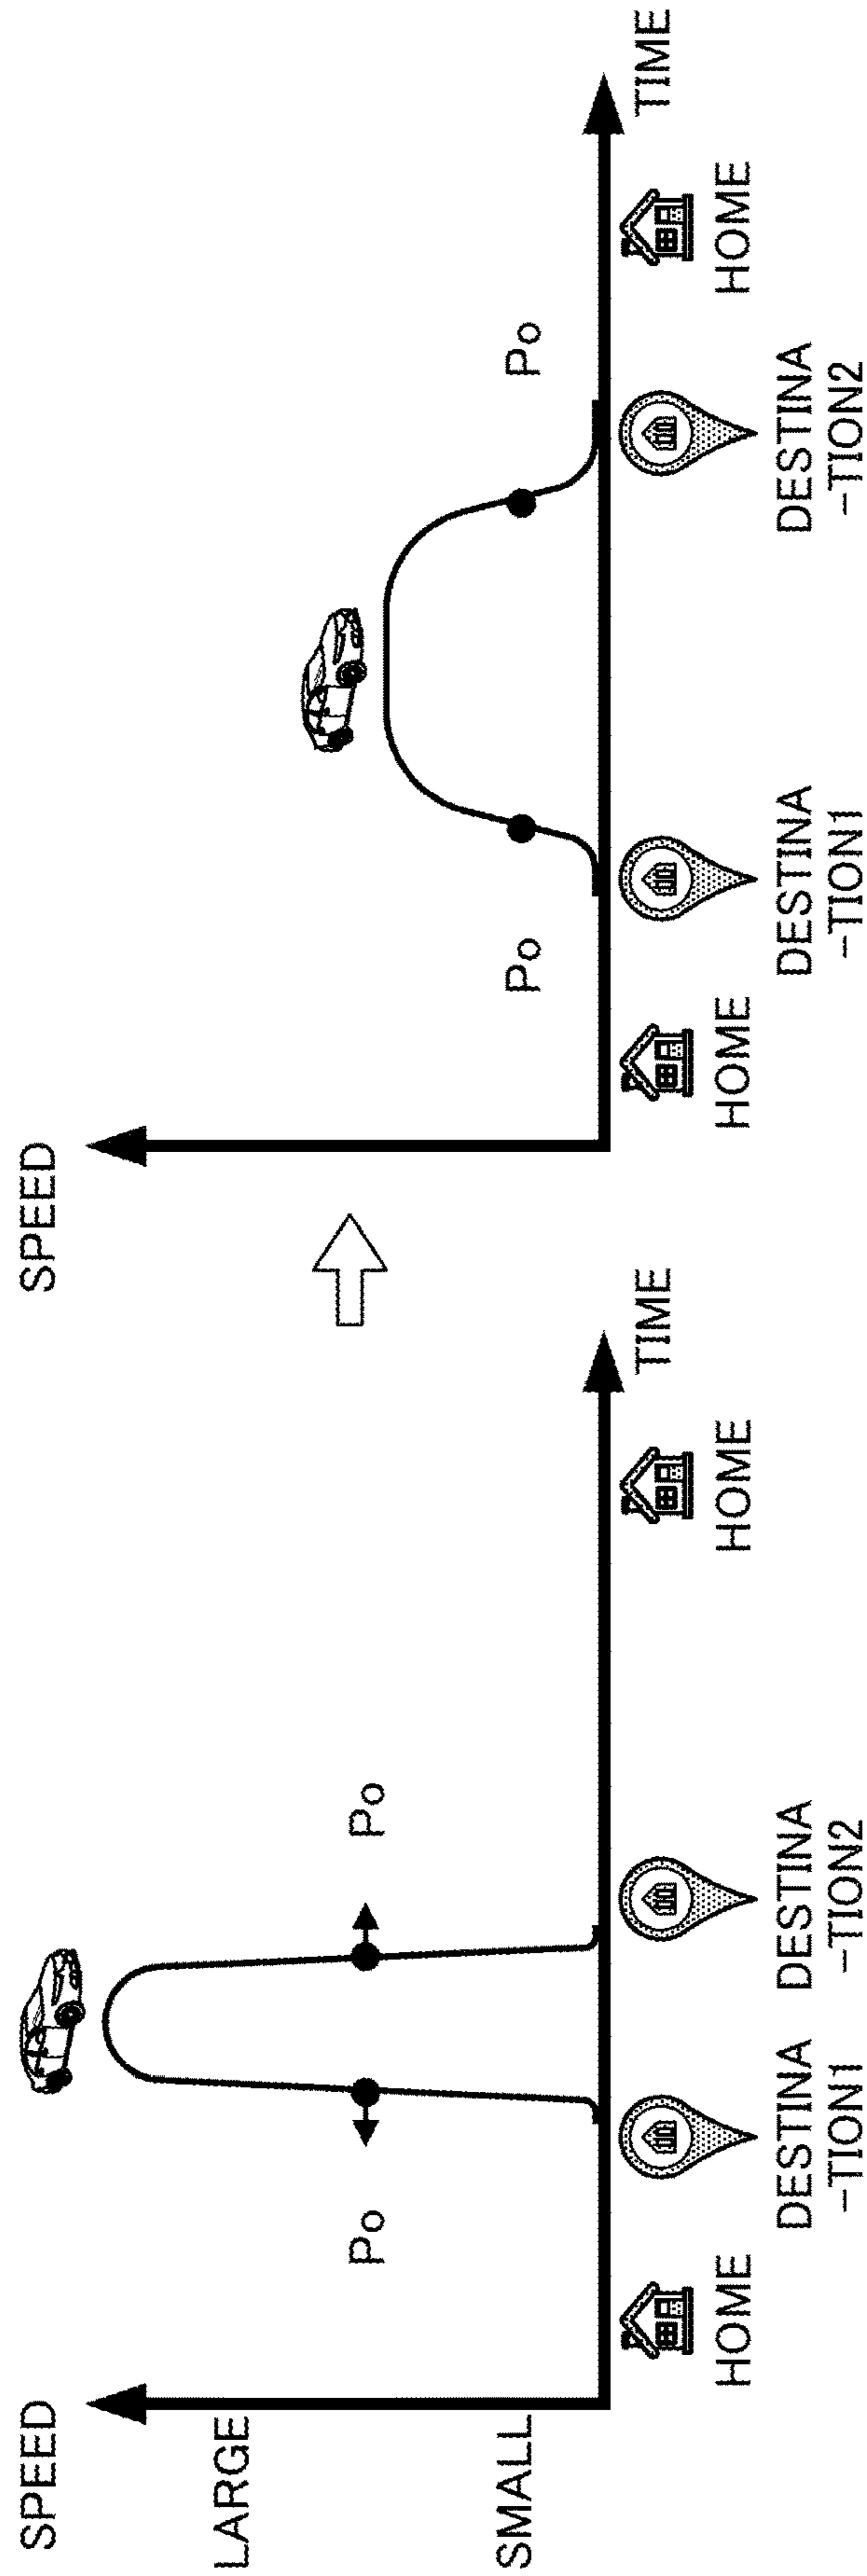 SPEED
LARGE
SMALL
Po
Po
TIME
HOME
DESTINA
-TION1
DESTINA
-TION2
HOME
SPEED
Po
Po
TIME
HOME
DESTINA
-TION1
DESTINA
-TION2
HOME